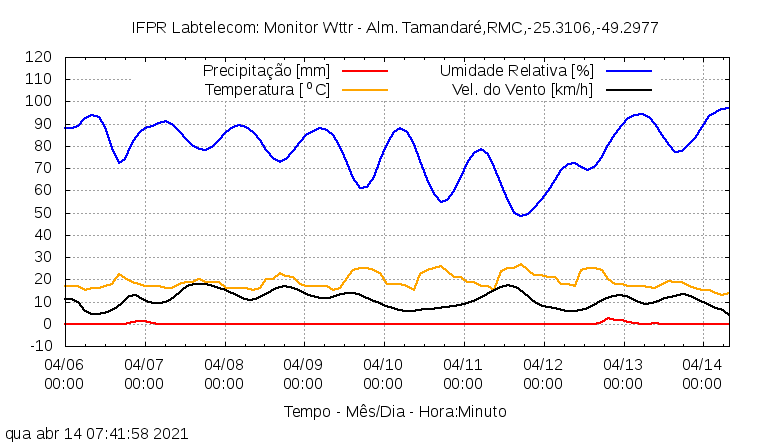 IFPR Labtelecom: Monitor Wttr - Alm. Tamandaré,RMC,-25.3106,-49.2977
120
110
100
90
80
70
60
50
40
30
20
10
0
-10
Precipitação [mm]
Temperatura [⁰C]
Umidade Relativa [%]
Vel. do Vento [km/h]
04/06 04/07 04/08 04/09 04/10 04/11 04/12 04/13 04/14
00:00 00:00 00:00 00:00 00:00 00:00 00:00 00:00 00:00
Tempo - Mês/Dia - Hora:Minuto
qua abr 14 07:41:58 2021